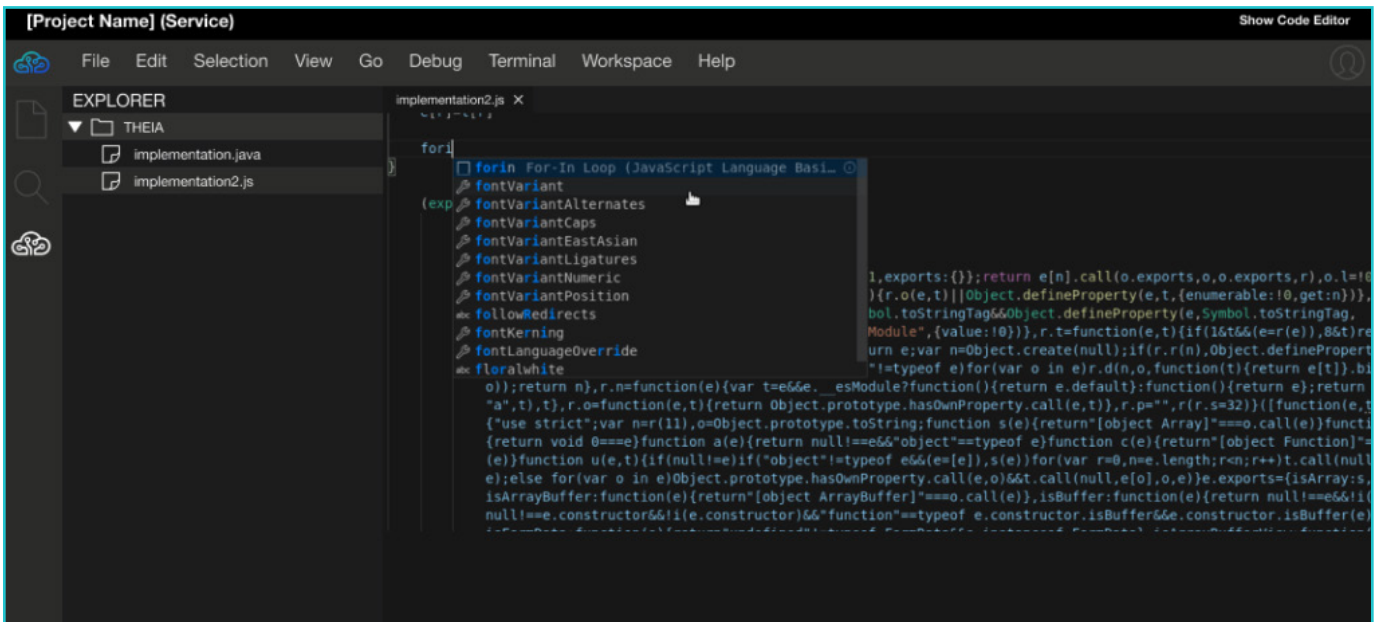 [Project Name] (Service)
Show Code Editor
File Edit Selection View Go Debug Terminal Workspace Help
EXPLORER
THEIA
implementation.java
implementation2.js
implementation2.js ×
fori
}
forin For-In Loop (JavaScript Language Basi…
fontVariant
(exp
fontVariantAlternates
fontVariantCaps
fontVariantEastAsian
fontVariantLigatures
fontVariantNumeric
fontVariantPosition
abc followRedirects
fontKerning
fontLanguageOverride
abc floralwhite
1,exports:{}};return e[n].call(o.exports,o,o.exports,r),o.l=!0
){r.o(e,t)||Object.defineProperty(e,t,{enumerable:!0,get:n})},
bol.toStringTag&&Object.defineProperty(e,Symbol.toStringTag,
Module",{value:!0})},r.t=function(e,t){if(1&t&&(e=r(e)),8&t)re
urn e;var n=Object.create(null);if(r.r(n),Object.definePropert
"!=typeof e)for(var o in e)r.d(n,o,function(t){return e[t]}.bi
o));return n},r.n=function(e){var t=e&&e.__esModule?function(){return e.default}:function(){return e};return
"a",t),t},r.o=function(e,t){return Object.prototype.hasOwnProperty.call(e,t)},r.p="",r(r.s=32)}([function(e,t
{"use strict";var n=r(11),o=Object.prototype.toString;function s(e){return"[object Array]"===o.call(e)}functi
{return void 0===e}function a(e){return null!==e&&"object"==typeof e}function c(e){return"[object Function]"=
(e)}function u(e,t){if(null!=e)if("object"!=typeof e&&(e=[e]),s(e))for(var r=0,n=e.length;r<n;r++)t.call(null
e);else for(var o in e)Object.prototype.hasOwnProperty.call(e,o)&&t.call(null,e[o],o,e)}e.exports={isArray:s,
isArrayBuffer:function(e){return"[object ArrayBuffer]"===o.call(e)},isBuffer:function(e){return null!==e&&!i(
null!==e.constructor&&!i(e.constructor)&&"function"==typeof e.constructor.isBuffer&&e.constructor.isBuffer(e)